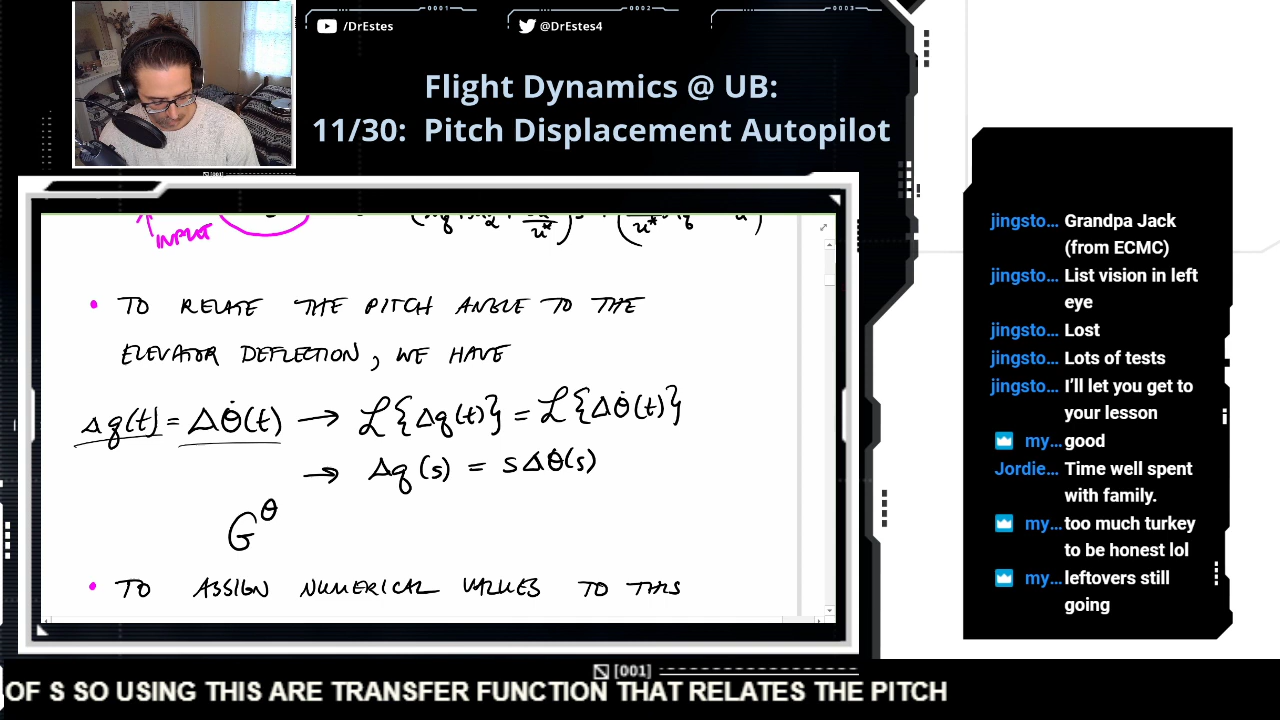 0001
0002
0003
/DrEstes
@DrEstes4
Flight Dynamics @ UB:
11/30: Pitch Displacement Autopilot
[001]
INPUT
• TO RELATE THE PITCH ANGLE TO THE
ELEVATOR DEFLECTION, WE HAVE
Δq(t) = Δθ̇(t) → ℒ{Δq(t)} = ℒ{Δθ̇(t)}
→ Δq(s) = sΔθ(s)
G^θ
• TO ASSIGN NUMERICAL VALUES TO THIS
jingsto… Grandpa Jack
(from ECMC)
jingsto… List vision in left
eye
jingsto… Lost
jingsto… Lots of tests
jingsto… I’ll let you get to
your lesson
my… good
Jordie… Time well spent
with family.
my… too much turkey
to be honest lol
my… leftovers still
going
[001]
OF S SO USING THIS ARE TRANSFER FUNCTION THAT RELATES THE PITCH